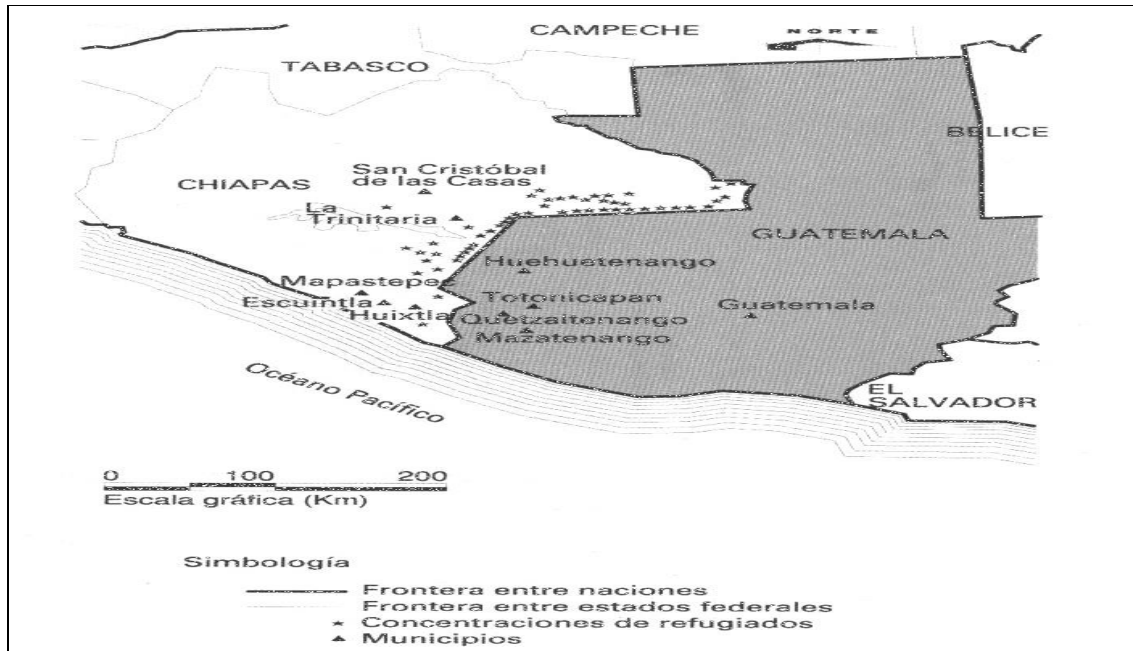 CAMPECHE
NORTE
TABASCO
BELICE
San Cristóbal
de las Casas
CHIAPAS
La
Trinitaria
GUATEMALA
Huehuatenango
Mapastepec
Escuintla
Huixtla
Totonicapan
Guatemala
Quetzaltenango
Mazatenango
Océano Pacífico
EL
SALVADOR
0 100 200
Escala gráfica (Km)
Simbología
Frontera entre naciones
Frontera entre estados federales
Concentraciones de refugiados
Municipios